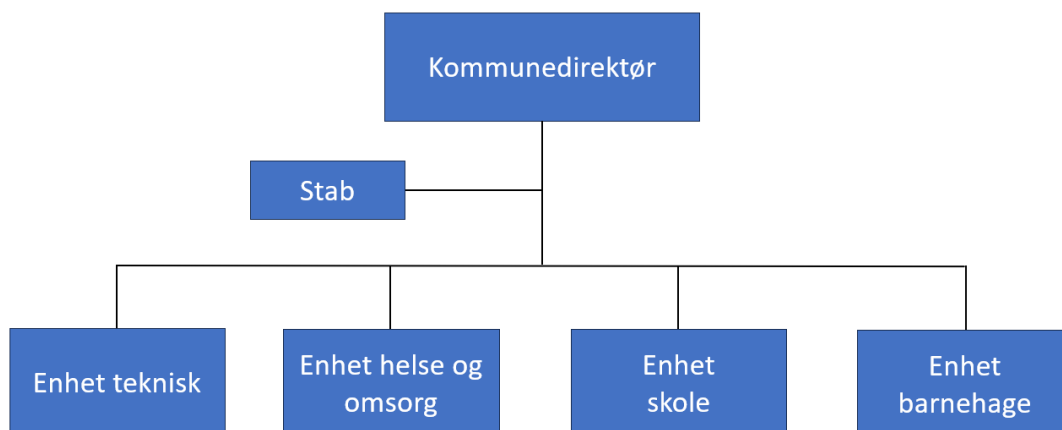 Kommunedirektør
Stab
Enhet teknisk
Enhet helse og
omsorg
Enhet
skole
Enhet
barnehage